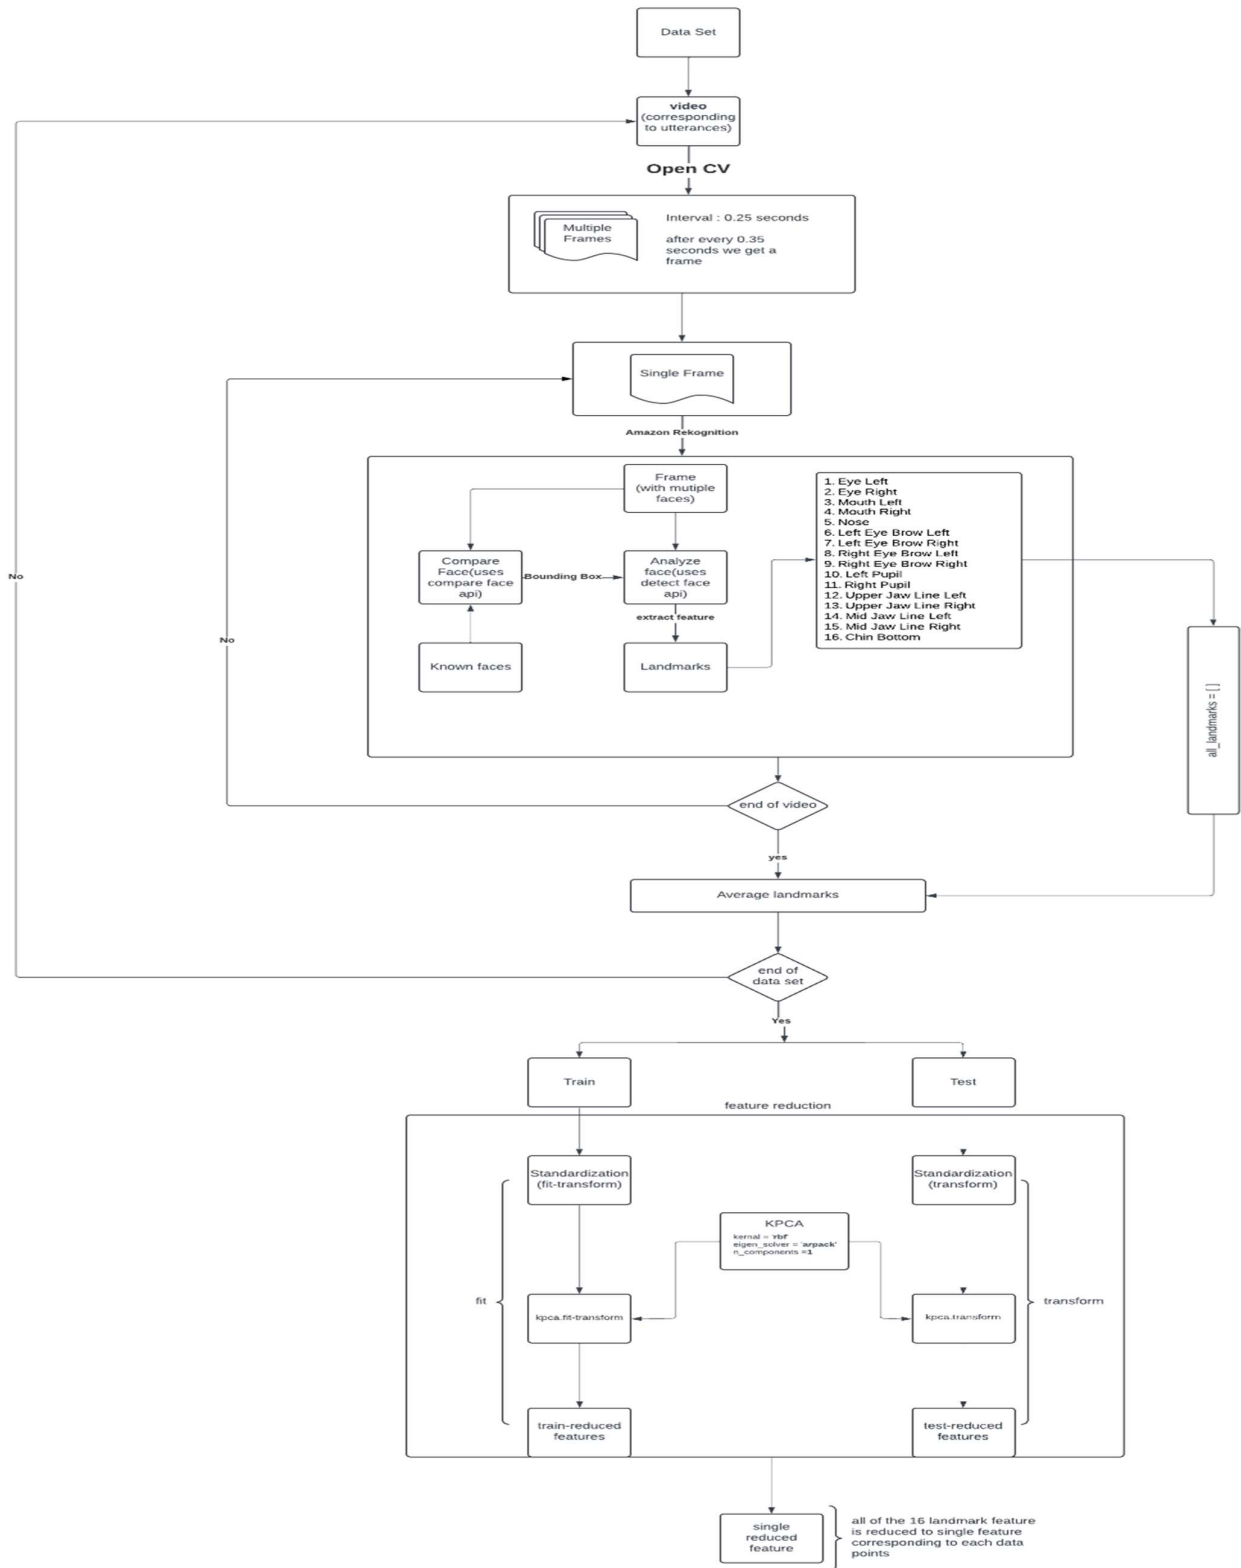 Data Set
video
(corresponding
to utterances)
Open CV
Multiple
Frames
Interval : 0.25 seconds
after every 0.35
seconds we get a
frame
Single Frame
Amazon Rekognition
Frame
(with mutiple
faces)
1. Eye Left
2. Eye Right
3. Mouth Left
4. Mouth Right
5. Nose
6. Left Eye Brow Left
7. Left Eye Brow Right
8. Right Eye Brow Left
9. Right Eye Brow Right
10. Left Pupil
11. Right Pupil
12. Upper Jaw Line Left
13. Upper Jaw Line Right
14. Mid Jaw Line Left
15. Mid Jaw Line Right
16. Chin Bottom
Compare
Face(uses
compare face
api)
Bounding Box
Analyze
face(uses
detect face
api)
extract feature
Known faces
Landmarks
No
No
all_landmarks = [ ]
end of video
yes
Average landmarks
end of
data set
Yes
Train
Test
feature reduction
Standardization
(fit-transform)
Standardization
(transform)
KPCA
kernal = 'rbf'
eigen_solver = 'arpack'
n_components =1
fit
kpca.fit-transform
kpca.transform
transform
train-reduced
features
test-reduced
features
single
reduced
feature
all of the 16 landmark feature
is reduced to single feature
corresponding to each data
points